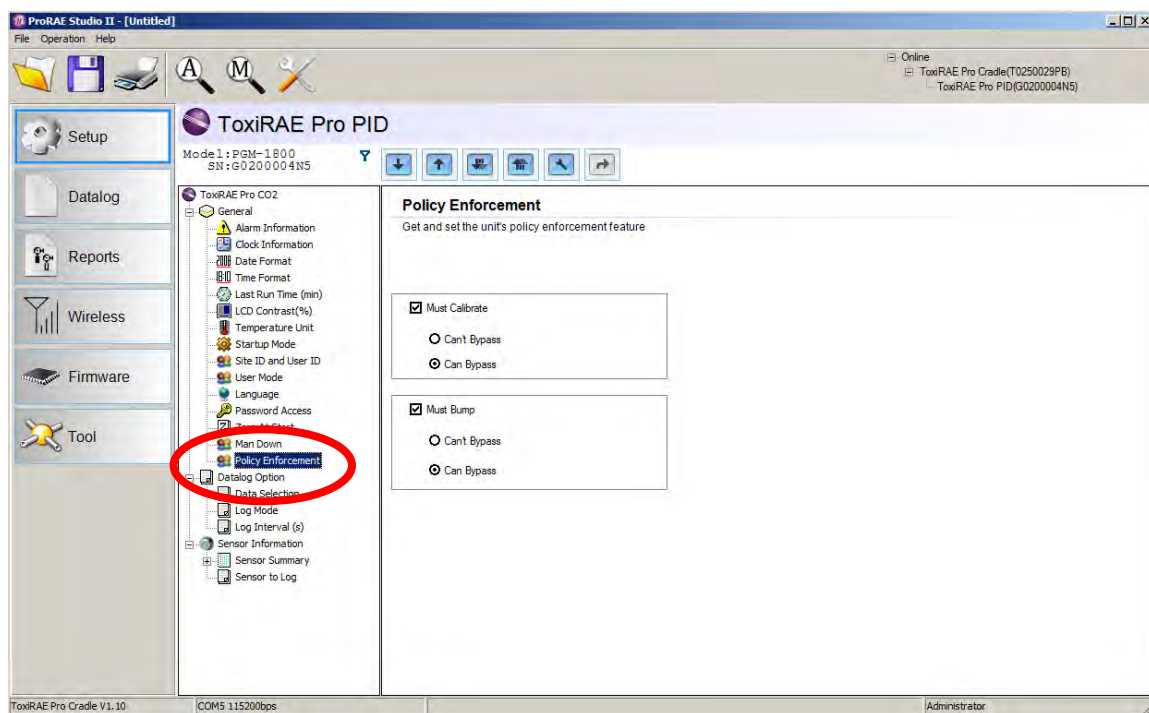 ProRAE Studio II - [Untitled]
File Operation Help
A
M
Online
ToxiRAE Pro Cradle(T0250029PB)
ToxiRAE Pro PID(G0200004N5)
Setup
Datalog
Reports
Wireless
Firmware
Tool
ToxiRAE Pro PID
Model:PGM-1800
SN:G0200004N5
ToxiRAE Pro CO2
General
Alarm Information
Clock Information
Date Format
Time Format
Last Run Time (min)
LCD Contrast(%)
Temperature Unit
Startup Mode
Site ID and User ID
User Mode
Language
Password Access
Zero At Start
Man Down
Policy Enforcement
Datalog Option
Data Selection
Log Mode
Log Interval (s)
Sensor Information
Sensor Summary
Sensor to Log
Policy Enforcement
Get and set the unit's policy enforcement feature
Must Calibrate
Can't Bypass
Can Bypass
Must Bump
Can't Bypass
Can Bypass
ToxiRAE Pro Cradle V1.10
COM5 115200bps
Administrator